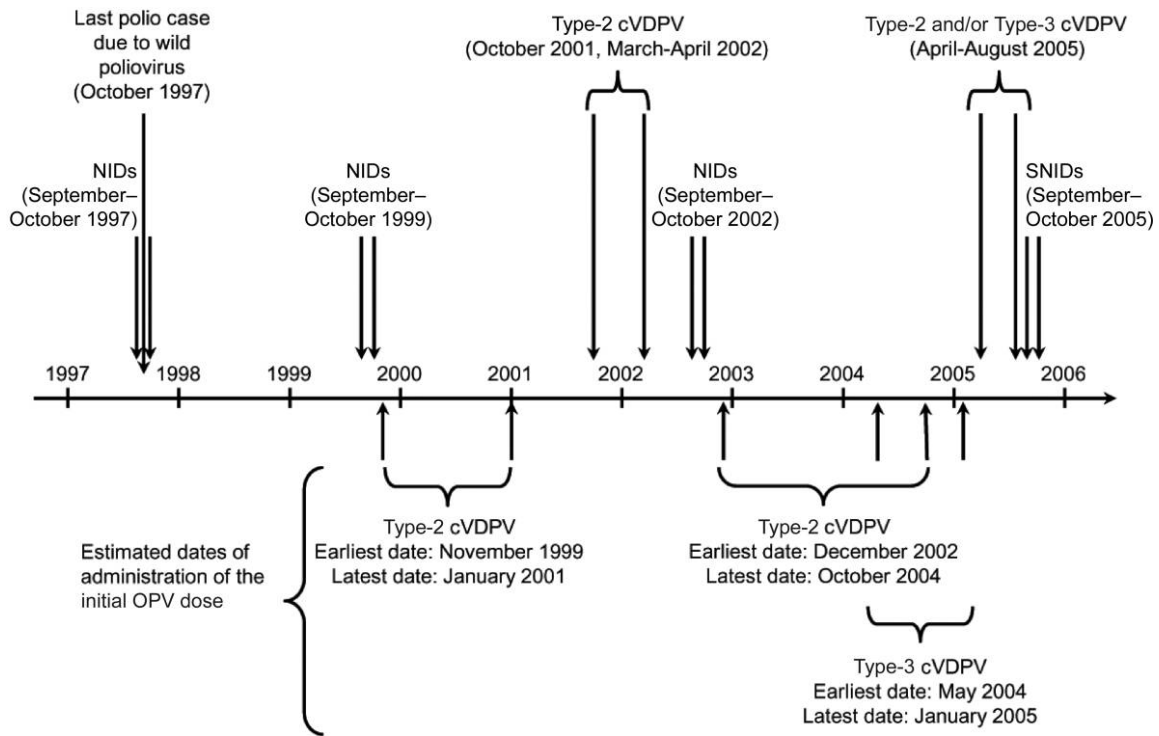 Last polio case
due to wild
poliovirus
(October 1997)
Type-2 cVDPV
(October 2001, March-April 2002)
Type-2 and/or Type-3 cVDPV
(April-August 2005)
NIDs
(September–
October 1997)
NIDs
(September–
October 1999)
NIDs
(September–
October 2002)
SNIDs
(September–
October 2005)
1997 1998 1999 2000 2001 2002 2003 2004 2005 2006
Estimated dates of
administration of the
initial OPV dose
Type-2 cVDPV
Earliest date: November 1999
Latest date: January 2001
Type-2 cVDPV
Earliest date: December 2002
Latest date: October 2004
Type-3 cVDPV
Earliest date: May 2004
Latest date: January 2005